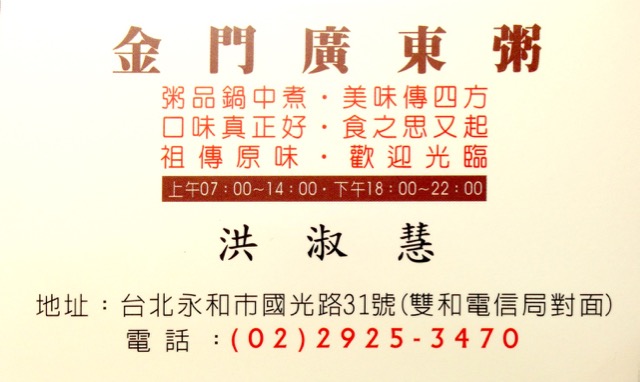 金門廣東粥
粥品鍋中煮・美味傳四方
口味真正好・食之思又起
祖傳原味・歡迎光臨
上午07：00~14：00・下午18：00~22：00
洪淑慧
地址：台北永和市國光路31號(雙和電信局對面)
電話：(02)2925-3470